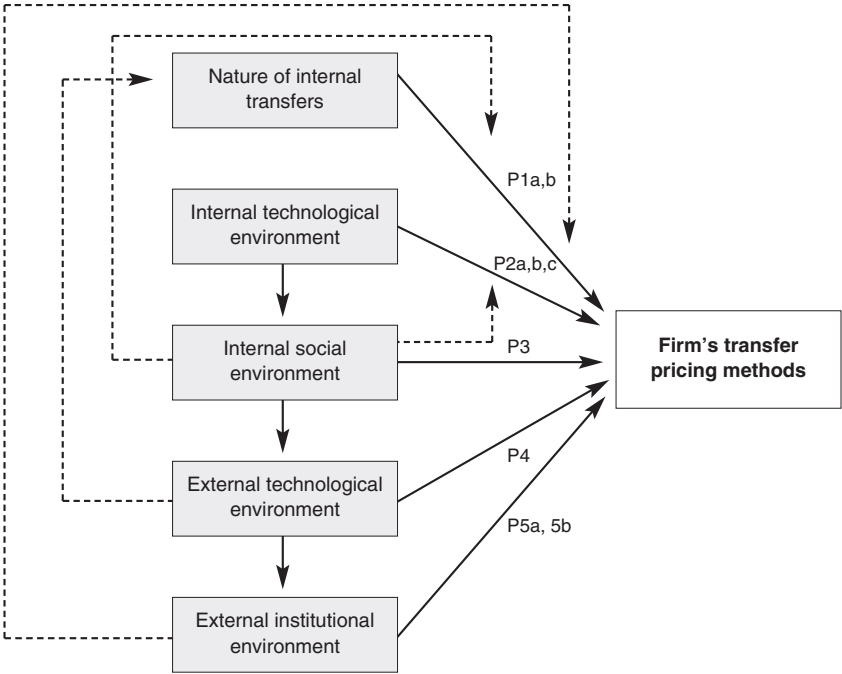 Nature of internal
transfers
P1a,b
Internal technological
environment
P2a,b,c
Internal social
environment
P3
Firm's transfer
pricing methods
External technological
environment
P4
P5a, 5b
External institutional
environment